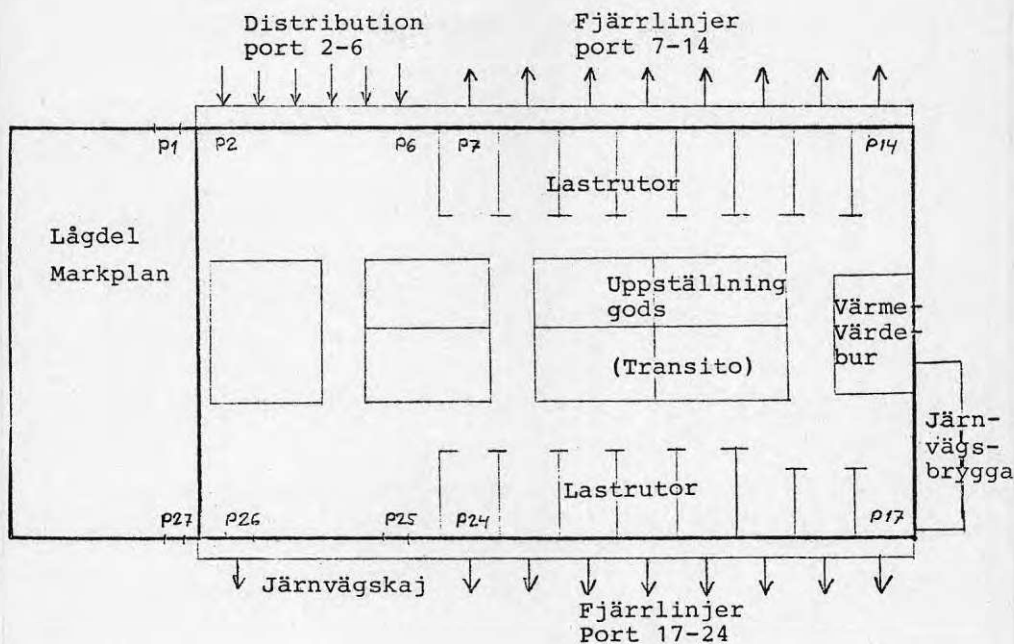 Distribution
port 2-6
Fjärrlinjer
port 7-14
P1
P2
P6
P7
P14
Lastrutor
Lågdel
Markplan
Uppställning
gods
(Transito)
Värme-
Värde-
bur
Järn-
vägs-
brygga
Lastrutor
P27
P26
P25
P24
P17
Järnvägskaj
Fjärrlinjer
Port 17-24